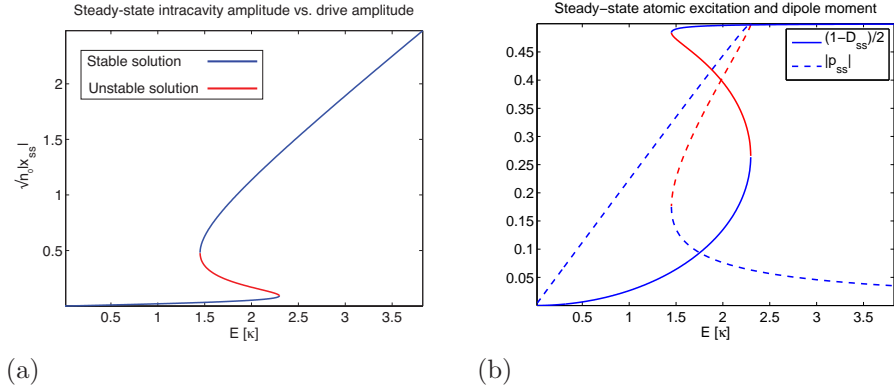 Steady-state intracavity amplitude vs. drive amplitude
Stable solution
Unstable solution
√n₀|x_ss|
2
1.5
1
0.5
0.5 1 1.5 2 2.5 3 3.5
E [κ]
(a)
Steady-state atomic excitation and dipole moment
(1-D_ss)/2
|p_ss|
0.45
0.4
0.35
0.3
0.25
0.2
0.15
0.1
0.05
0.5 1 1.5 2 2.5 3 3.5
E [κ]
(b)